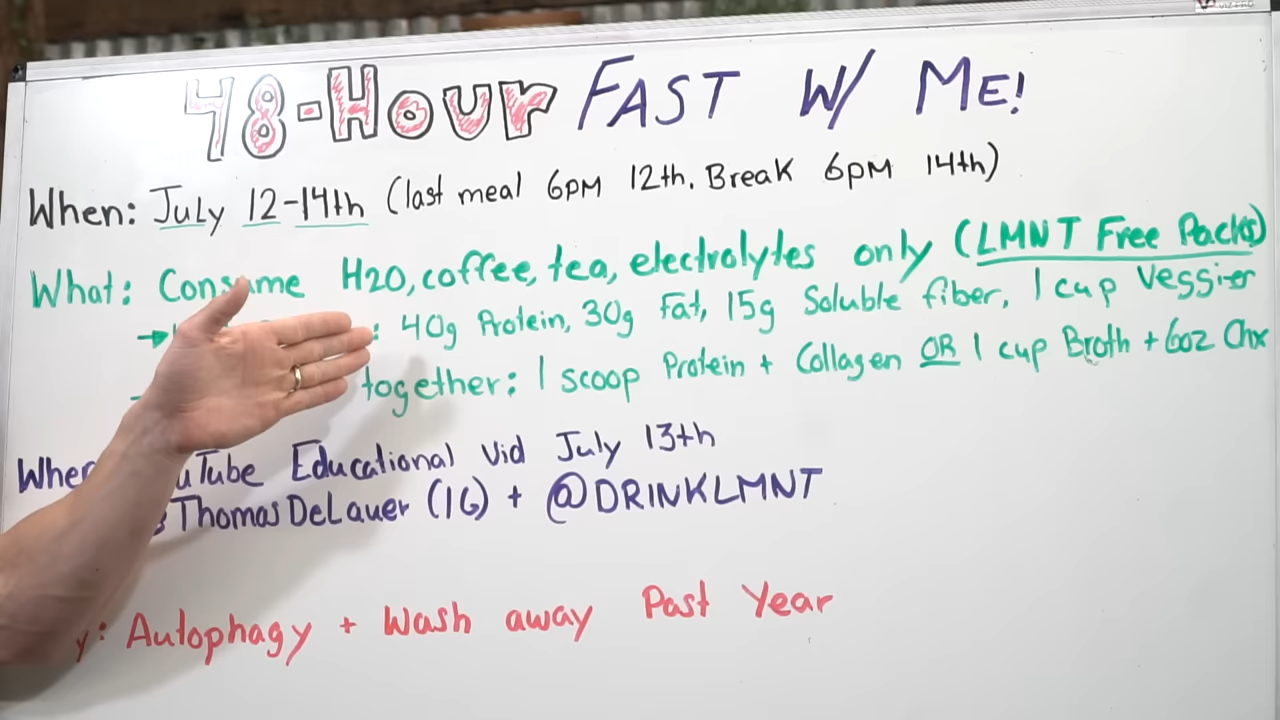 48-Hour FAST W/ ME!
When: July 12-14th (last meal 6PM 12th. Break 6pm 14th)
What: Consume H2O, coffee, tea, electrolytes only (LMNT Free Packs)
→ : 40g Protein, 30g Fat, 15g Soluble fiber, 1 cup Veggies
together: 1 scoop Protein + Collagen OR 1 cup Broth + 6oz Chx
YouTube Educational Vid July 13th
ThomasDeLauer (IG) + @DRINKLMNT
y: Autophagy + Wash away Past Year